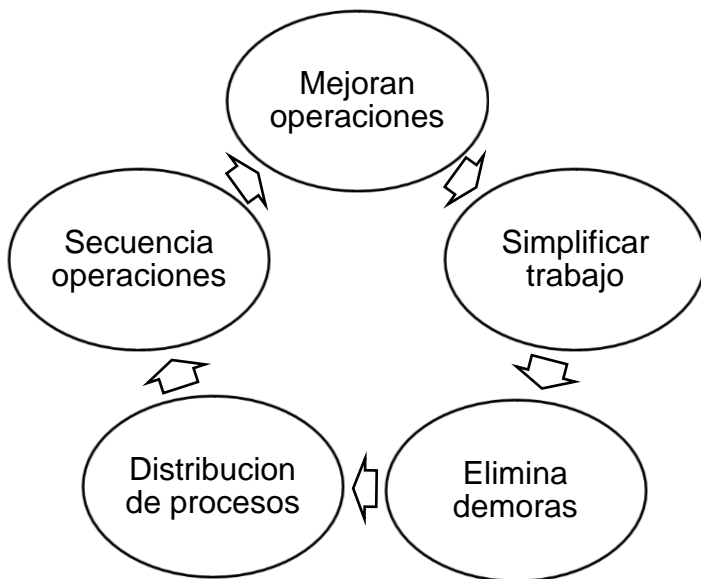 Mejoran
operaciones
Simplificar
trabajo
Elimina
demoras
Distribucion
de procesos
Secuencia
operaciones